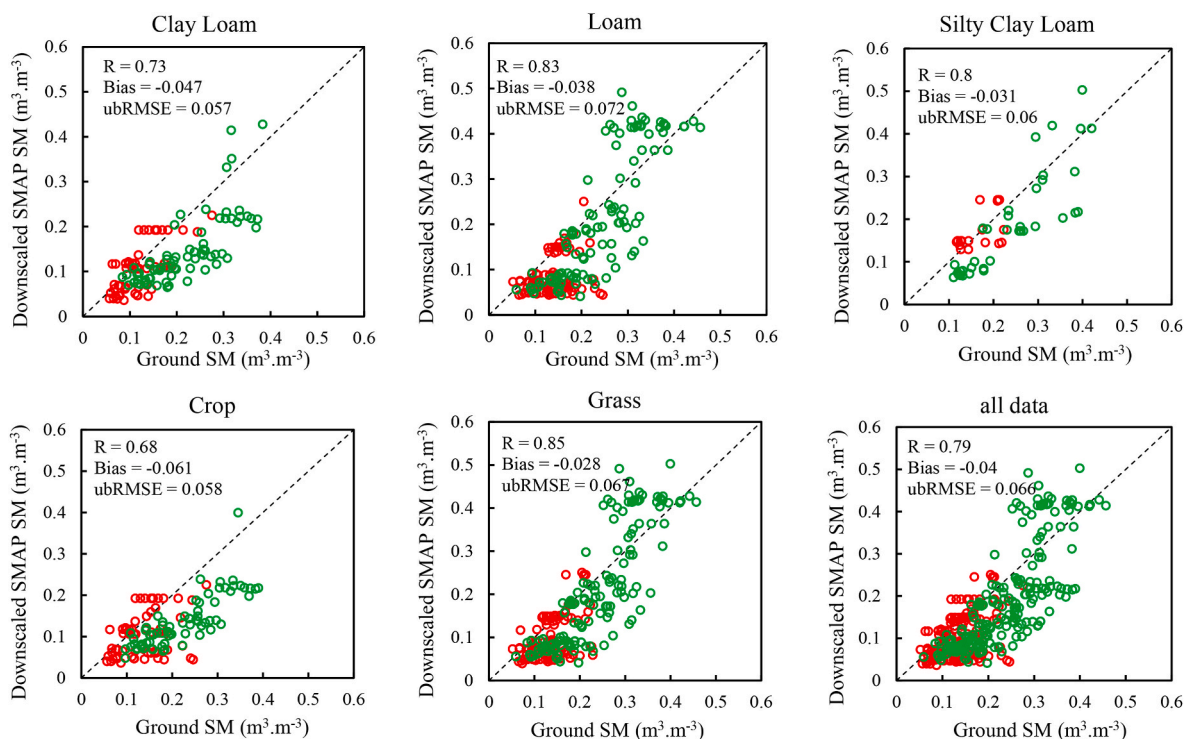 Clay Loam
R = 0.73
Bias = -0.047
ubRMSE = 0.057
Downscaled SMAP SM (m³.m⁻³)
0.6
0.5
0.4
0.3
0.2
0.1
0
0 0.1 0.2 0.3 0.4 0.5 0.6
Ground SM (m³.m⁻³)
Loam
R = 0.83
Bias = -0.038
ubRMSE = 0.072
Downscaled SMAP SM (m³.m⁻³)
0.6
0.5
0.4
0.3
0.2
0.1
0
0 0.1 0.2 0.3 0.4 0.5 0.6
Ground SM (m³.m⁻³)
Silty Clay Loam
R = 0.8
Bias = -0.031
ubRMSE = 0.06
Downscaled SMAP SM (m³.m⁻³)
0.6
0.5
0.4
0.3
0.2
0.1
0
0 0.1 0.2 0.3 0.4 0.5 0.6
Ground SM (m³.m⁻³)
Crop
R = 0.68
Bias = -0.061
ubRMSE = 0.058
Downscaled SMAP SM (m³.m⁻³)
0.6
0.5
0.4
0.3
0.2
0.1
0
0 0.1 0.2 0.3 0.4 0.5 0.6
Ground SM (m³.m⁻³)
Grass
R = 0.85
Bias = -0.028
ubRMSE = 0.067
Downscaled SMAP SM (m³.m⁻³)
0.6
0.5
0.4
0.3
0.2
0.1
0
0 0.1 0.2 0.3 0.4 0.5 0.6
Ground SM (m³.m⁻³)
all data
R = 0.79
Bias = -0.04
ubRMSE = 0.066
Downscaled SMAP SM (m³.m⁻³)
0.6
0.5
0.4
0.3
0.2
0.1
0
0 0.1 0.2 0.3 0.4 0.5 0.6
Ground SM (m³.m⁻³)